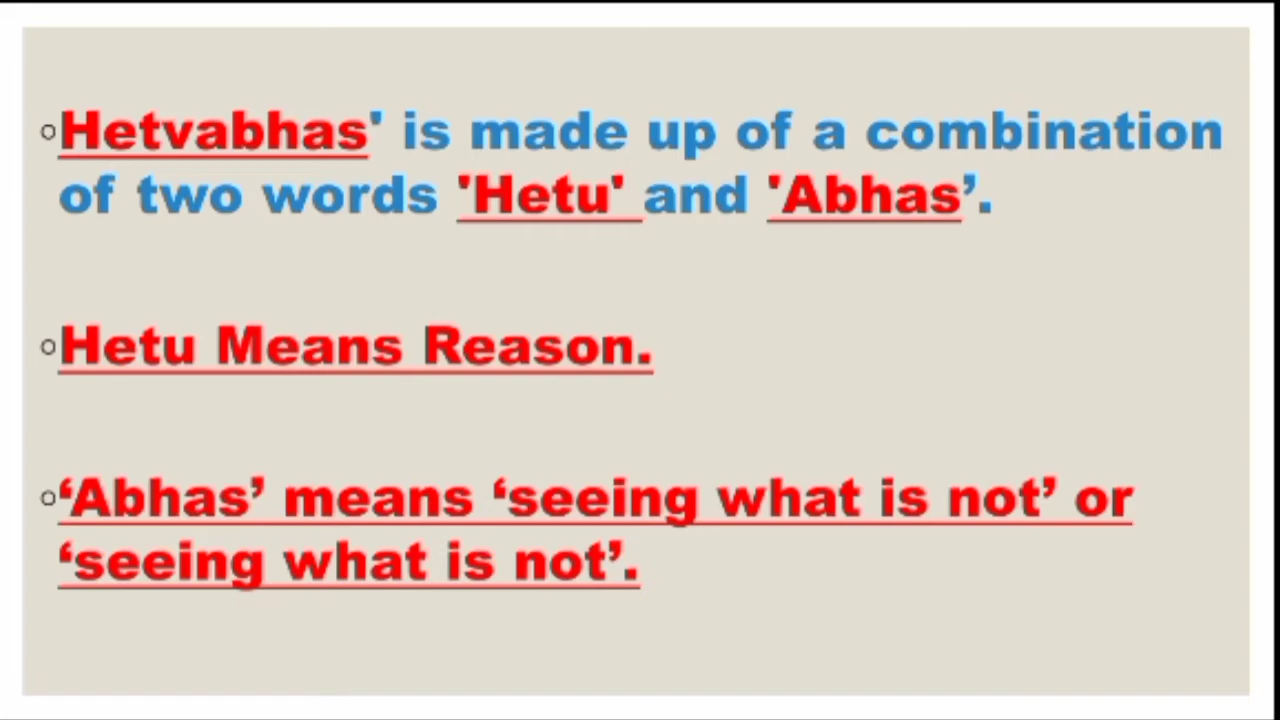 Hetvabhas' is made up of a combination
of two words 'Hetu' and 'Abhas’.
Hetu Means Reason.
‘Abhas’ means ‘seeing what is not’ or
‘seeing what is not’.